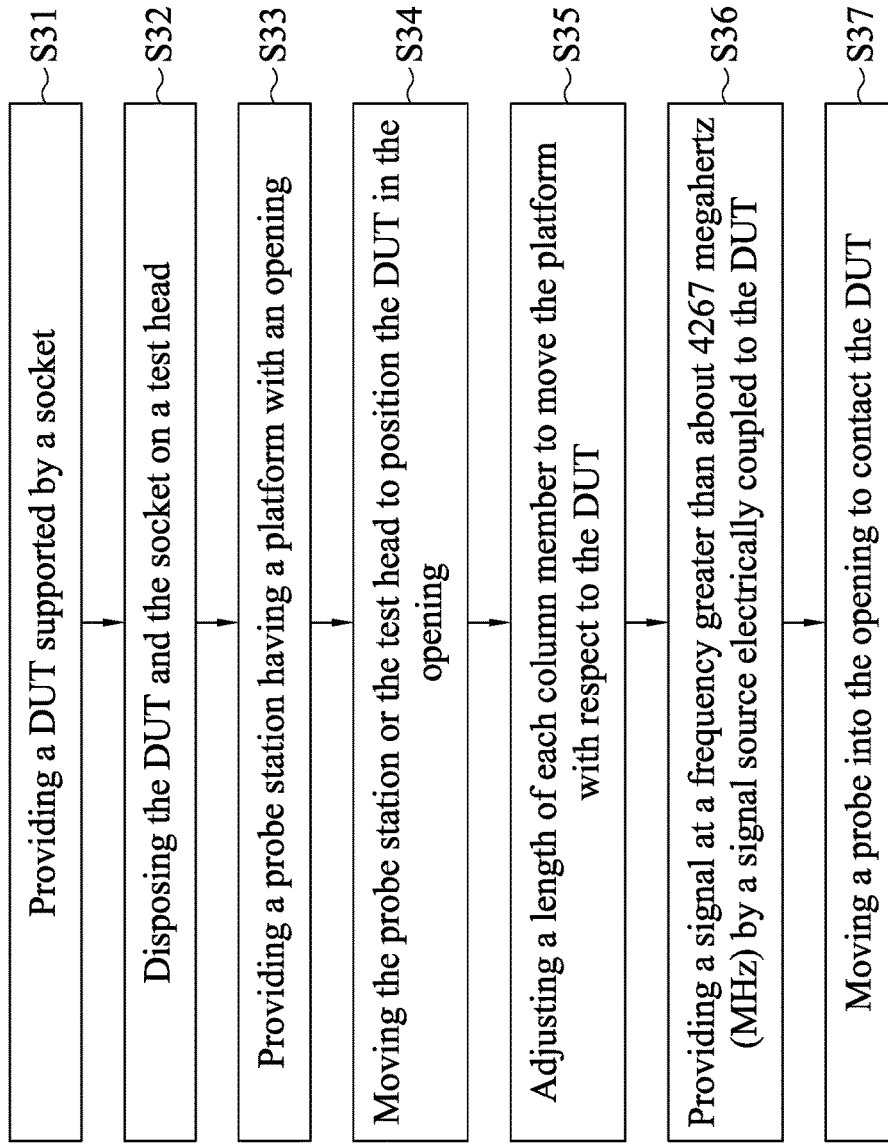 Providing a DUT supported by a socket
S31
Disposing the DUT and the socket on a test head
S32
Providing a probe station having a platform with an opening
S33
Moving the probe station or the test head to position the DUT in the
opening
S34
Adjusting a length of each column member to move the platform
with respect to the DUT
S35
Providing a signal at a frequency greater than about 4267 megahertz
(MHz) by a signal source electrically coupled to the DUT
S36
Moving a probe into the opening to contact the DUT
S37